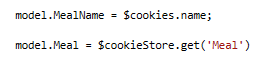 model.MealName = $cookies.name;
model.Meal = $cookieStore.get('Meal')